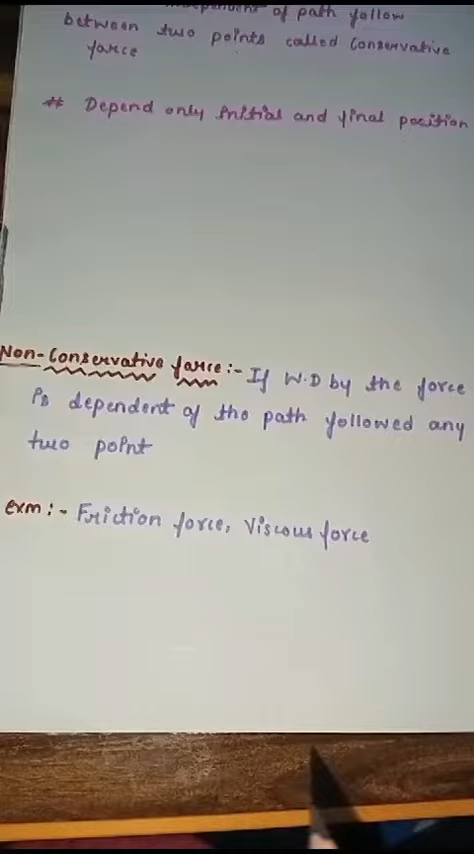 of path follow
between two points called Conservative
force
# Depend only initial and final position
Non-Conservative force:- If W.D by the force
is dependent of the path followed any
two point
exm:- Friction force, Viscous force